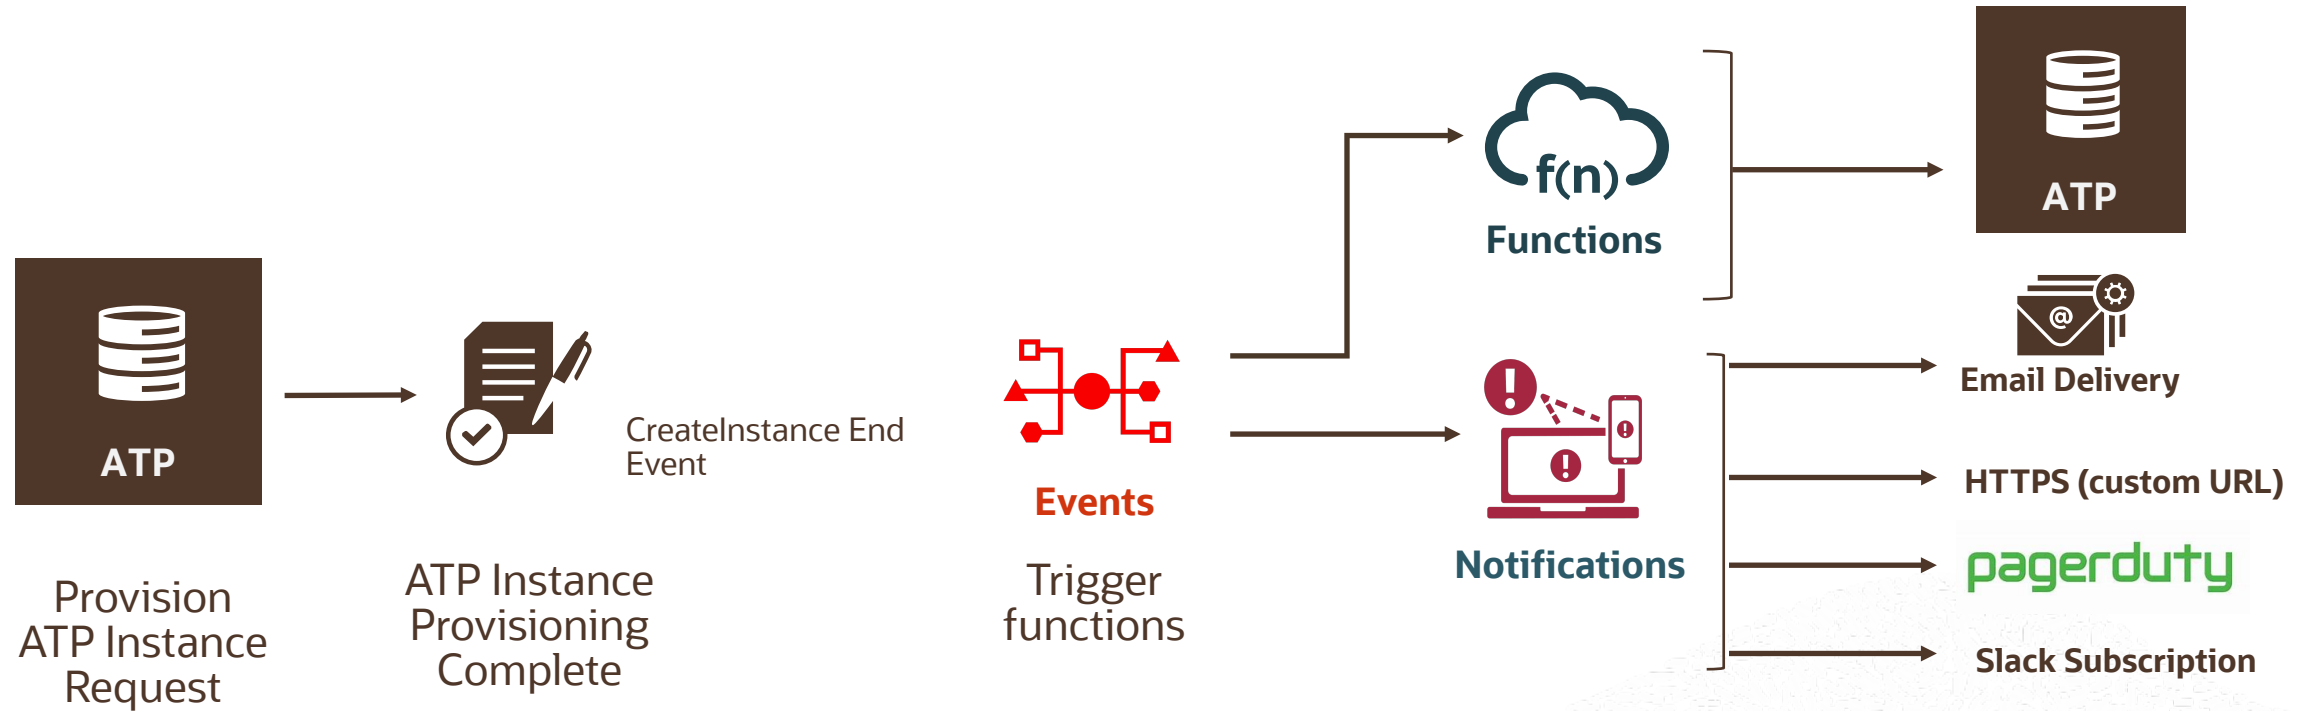 ATP
Provision
ATP Instance
Request
ATP Instance
Provisioning
Complete
CreateInstance End
Event
Events
Trigger
functions
f(n)
Functions
Notifications
ATP
@
Email Delivery
HTTPS (custom URL)
pagerduty
Slack Subscription